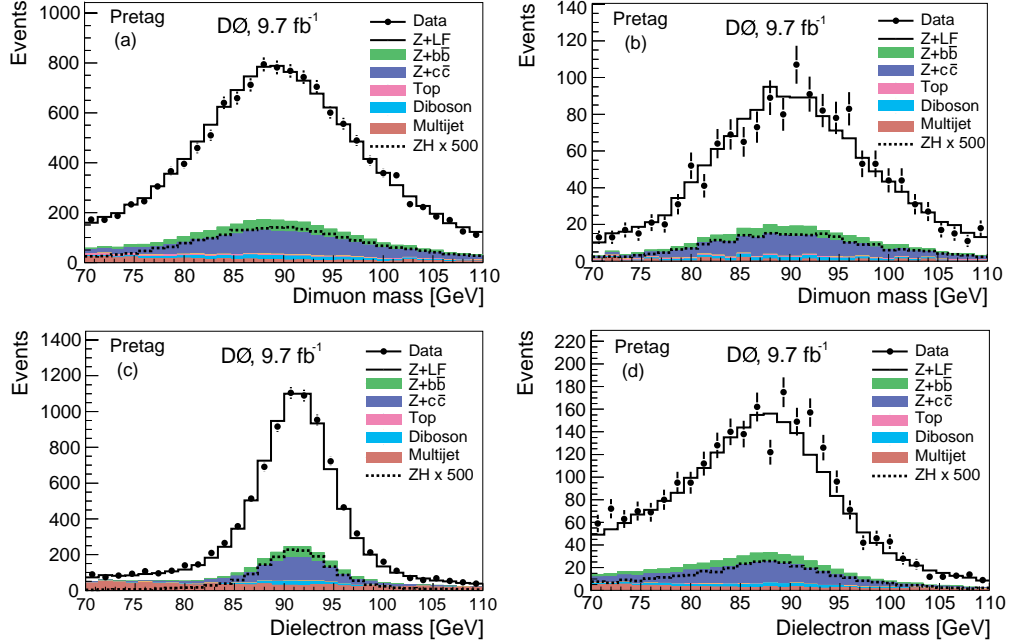 Events
Pretag
(a)
DØ, 9.7 fb⁻¹
Data
Z+LF
Z+bb̄
Z+cc̄
Top
Diboson
Multijet
ZH x 500
0
200
400
600
800
1000
70 75 80 85 90 95 100 105 110
Dimuon mass [GeV]
Events
Pretag
(b)
DØ, 9.7 fb⁻¹
Data
Z+LF
Z+bb̄
Z+cc̄
Top
Diboson
Multijet
ZH x 500
0
20
40
60
80
100
120
140
70 75 80 85 90 95 100 105 110
Dimuon mass [GeV]
Events
Pretag
(c)
DØ, 9.7 fb⁻¹
Data
Z+LF
Z+bb̄
Z+cc̄
Top
Diboson
Multijet
ZH x 500
0
200
400
600
800
1000
1200
1400
70 75 80 85 90 95 100 105 110
Dielectron mass [GeV]
Events
Pretag
(d)
DØ, 9.7 fb⁻¹
Data
Z+LF
Z+bb̄
Z+cc̄
Top
Diboson
Multijet
ZH x 500
0
20
40
60
80
100
120
140
160
180
200
220
70 75 80 85 90 95 100 105 110
Dielectron mass [GeV]